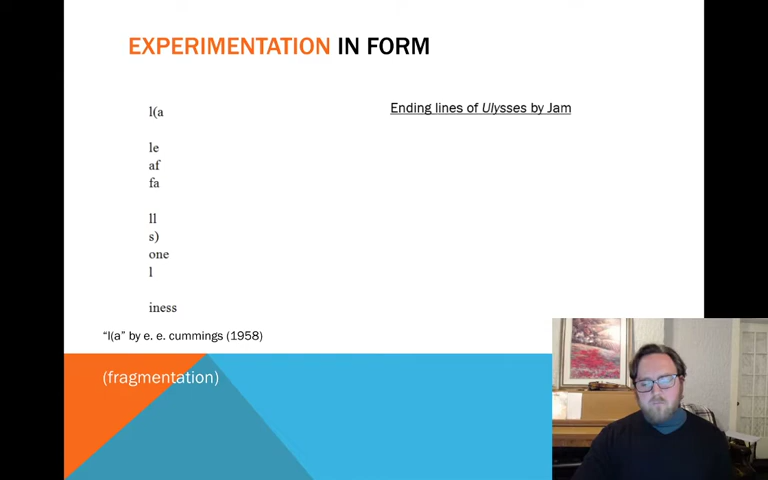 EXPERIMENTATION IN FORM
l(a
le
af
fa
ll
s)
one
l
iness
"l(a" by e. e. cummings (1958)
(fragmentation)
Ending lines of Ulysses by Jam